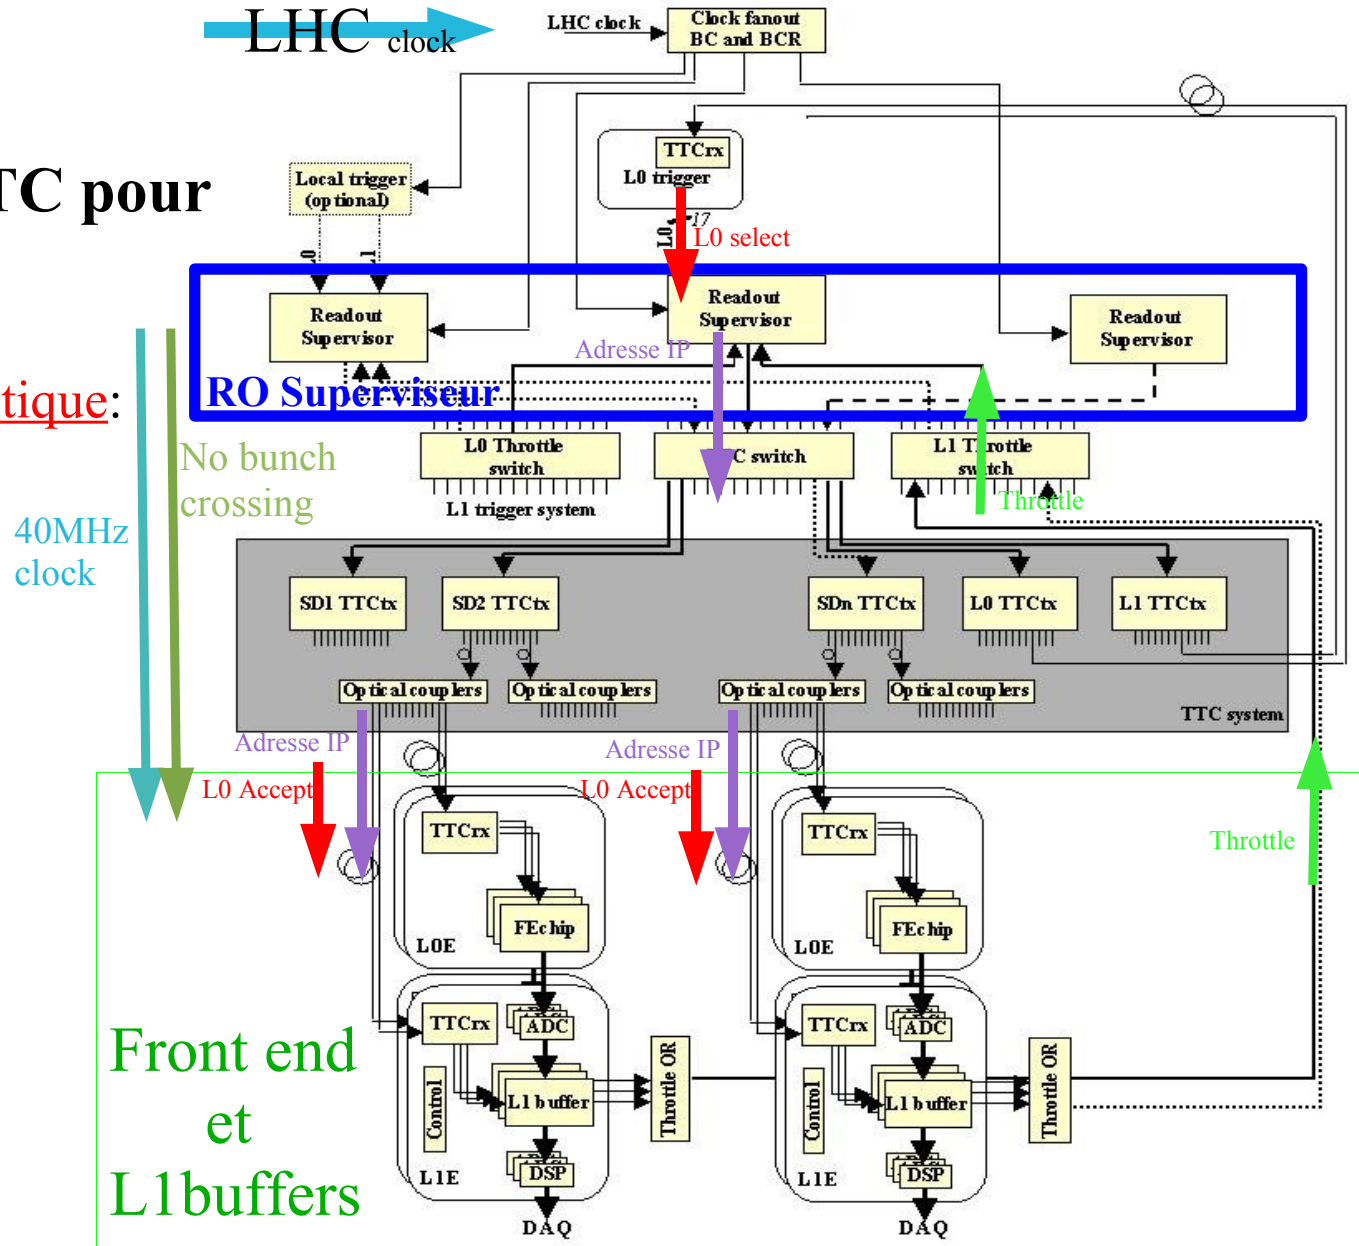 LHC clock
LHC clock
Clock fanout
BC and BCR
TTCrx
L0 trigger
TC pour
Local trigger
(optional)
17
L0
L0 select
L0
L1
Readout
Supervisor
Readout
Supervisor
Readout
Supervisor
Adresse IP
RO Superviseur
tique:
No bunch
crossing
40MHz
clock
L0 Throttle
switch
C switch
L1 Throttle
switch
L1 trigger system
Throttle
SD1 TTCtx
SD2 TTCtx
SDn TTCtx
L0 TTCtx
L1 TTCtx
Optical couplers
Optical couplers
Optical couplers
Optical couplers
TTC system
Adresse IP
Adresse IP
L0 Accept
L0 Accept
TTCrx
TTCrx
Throttle
FEchip
FEchip
L0E
L0E
TTCrx
ADC
TTCrx
ADC
Front end
et
L1buffers
Control
L1 buffer
Throttle OR
Control
L1 buffer
Throttle OR
DSP
DSP
L1E
L1E
DAQ
DAQ